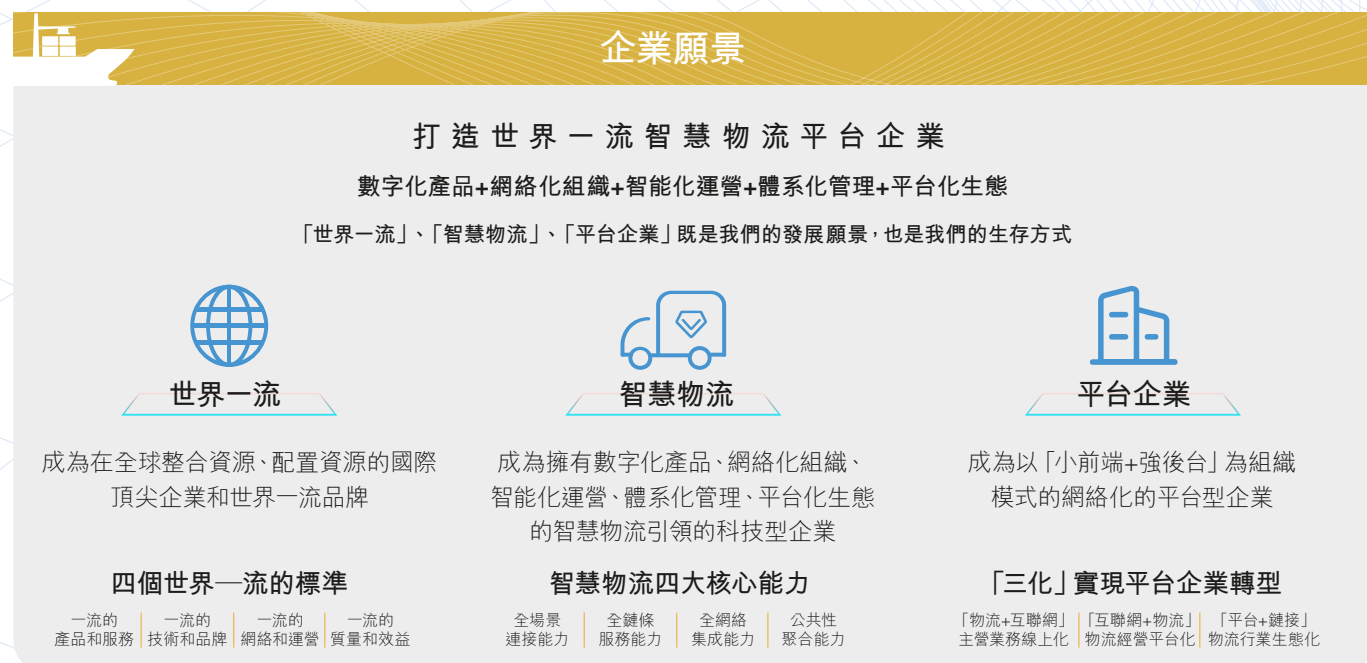 企業願景
打造世界一流智慧物流平台企業
數字化產品+網絡化組織+智能化運營+體系化管理+平台化生態
「世界一流」、「智慧物流」、「平台企業」既是我們的發展願景，也是我們的生存方式
世界一流
成為在全球整合資源、配置資源的國際
頂尖企業和世界一流品牌
四個世界一流的標準
一流的 一流的 一流的 一流的
產品和服務 技術和品牌 網絡和運營 質量和效益
智慧物流
成為擁有數字化產品、網絡化組織、
智能化運營、體系化管理、平台化生態
的智慧物流引領的科技型企業
智慧物流四大核心能力
全場景 全鏈條 全網絡 公共性
連接能力 服務能力 集成能力 聚合能力
平台企業
成為以「小前端+強後台」為組織
模式的網絡化的平台型企業
「三化」實現平台企業轉型
「物流+互聯網」 「互聯網+物流」 「平台+鏈接」
主營業務線上化 物流經營平台化 物流行業生態化